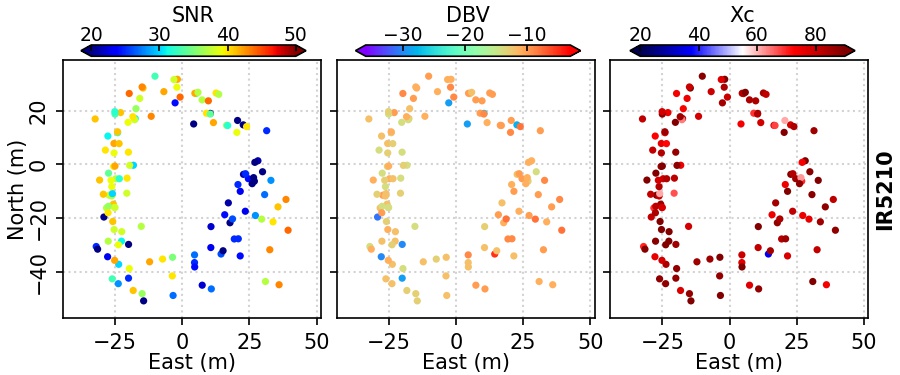 SNR DBV Xc
20 30 40 50 −30 −20 −10 20 40 60 80
North (m)
20
0
−20
−40
−25 0 25 50 −25 0 25 50 −25 0 25 50
East (m) East (m) East (m)
IR5210